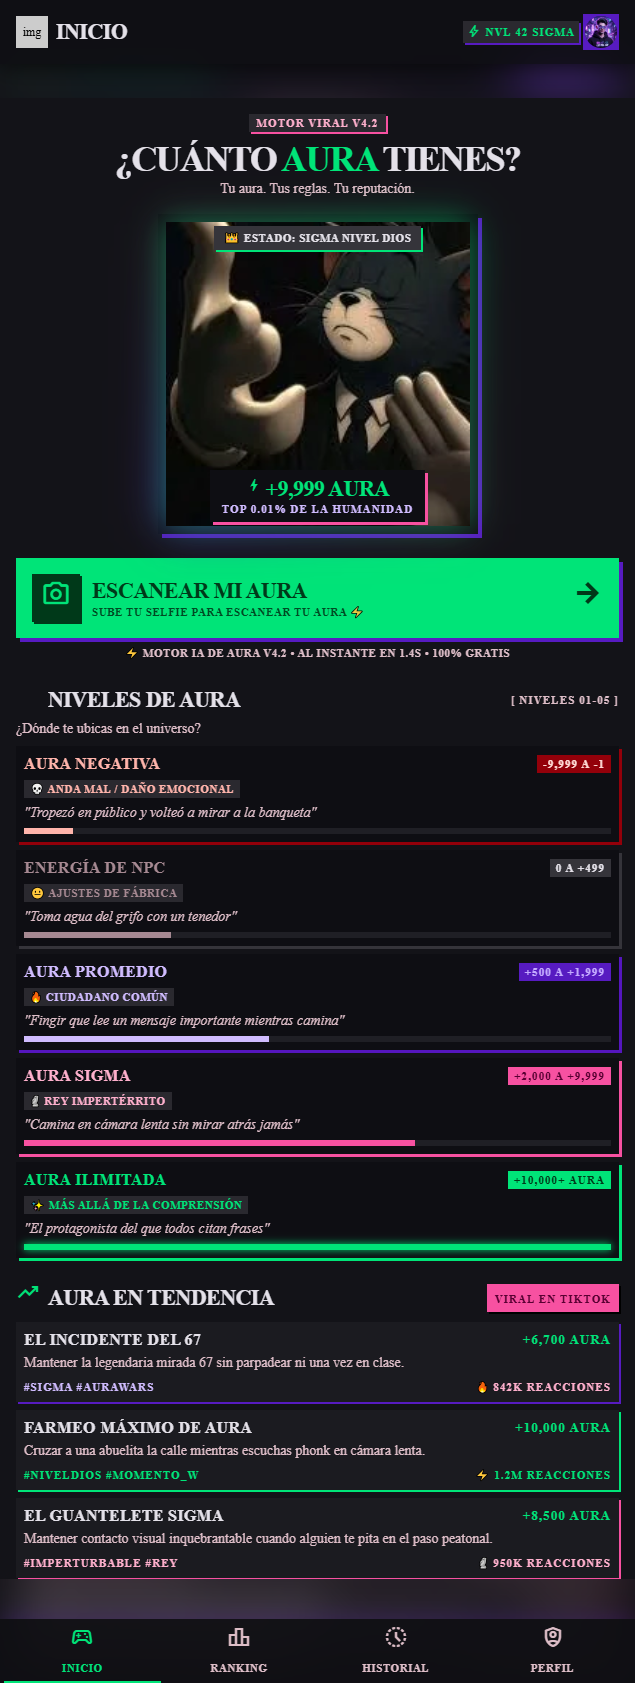 img INICIO
NVL 42 SIGMA
MOTOR VIRAL V4.2
¿CUÁNTO AURA TIENES?
Tu aura. Tus reglas. Tu reputación.
👑 ESTADO: SIGMA NIVEL DIOS
+9,999 AURA
TOP 0.01% DE LA HUMANIDAD
ESCANEAR MI AURA
SUBE TU SELFIE PARA ESCANEAR TU AURA ⚡
⚡ MOTOR IA DE AURA V4.2 • AL INSTANTE EN 1.4S • 100% GRATIS
NIVELES DE AURA
[ NIVELES 01-05 ]
¿Dónde te ubicas en el universo?
AURA NEGATIVA
-9,999 A -1
💀 ANDA MAL / DAÑO EMOCIONAL
"Tropezó en público y volteó a mirar a la banqueta"
ENERGÍA DE NPC
0 A +499
😐 AJUSTES DE FÁBRICA
"Toma agua del grifo con un tenedor"
AURA PROMEDIO
+500 A +1,999
🔥 CIUDADANO COMÚN
"Fingir que lee un mensaje importante mientras camina"
AURA SIGMA
+2,000 A +9,999
🗿 REY IMPERTÉRRITO
"Camina en cámara lenta sin mirar atrás jamás"
AURA ILIMITADA
+10,000+ AURA
✨ MÁS ALLÁ DE LA COMPRENSIÓN
"El protagonista del que todos citan frases"
AURA EN TENDENCIA
VIRAL EN TIKTOK
EL INCIDENTE DEL 67
+6,700 AURA
Mantener la legendaria mirada 67 sin parpadear ni una vez en clase.
#SIGMA #AURAWARS
🔥 842K REACCIONES
FARMEO MÁXIMO DE AURA
+10,000 AURA
Cruzar a una abuelita la calle mientras escuchas phonk en cámara lenta.
#NIVELDIOS #MOMENTO_W
⚡ 1.2M REACCIONES
EL GUANTELETE SIGMA
+8,500 AURA
Mantener contacto visual inquebrantable cuando alguien te pita en el paso peatonal.
#IMPERTURBABLE #REY
🗿 950K REACCIONES
INICIO
RANKING
HISTORIAL
PERFIL